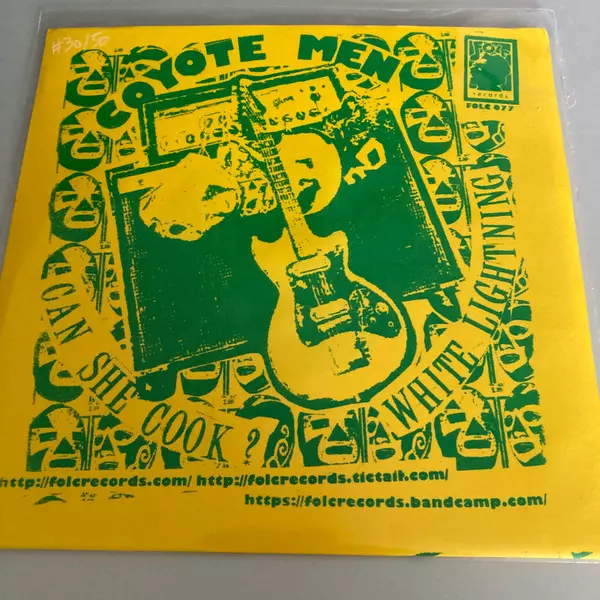 #30/50
COYOTE MEN
FOLC
records
FOLC 077
CAN SHE COOK?
WHITE LIGHTNING
http://folcrecords.com/ http://folcrecords.tictail.com/
https://folcrecords.bandcamp.com/